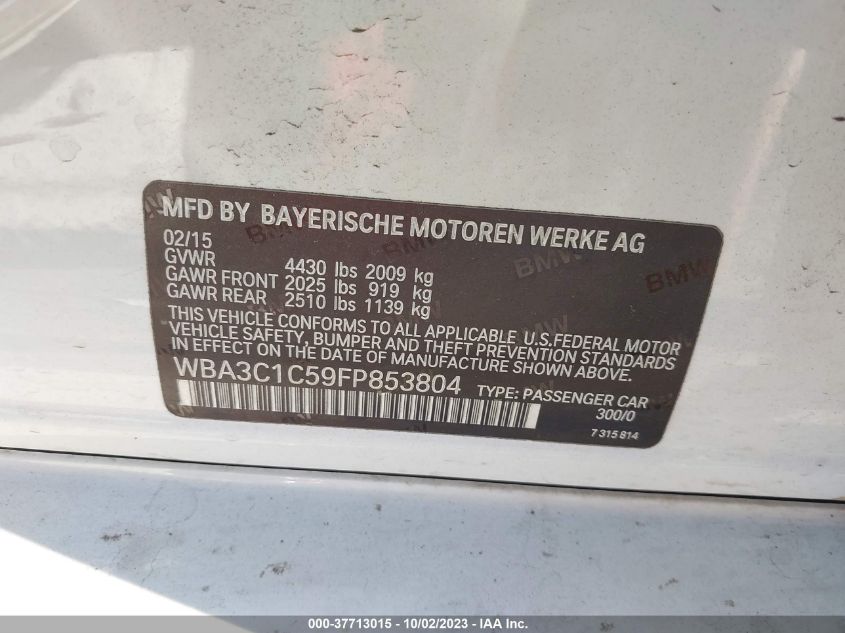 MFD BY BAYERISCHE MOTOREN WERKE AG
02/15
GVWR 4430 lbs 2009 kg
GAWR FRONT 2025 lbs 919 kg
GAWR REAR 2510 lbs 1139 kg
THIS VEHICLE CONFORMS TO ALL APPLICABLE U.S.FEDERAL MOTOR
VEHICLE SAFETY, BUMPER AND THEFT PREVENTION STANDARDS
IN EFFECT ON THE DATE OF MANUFACTURE SHOWN ABOVE.
WBA3C1C59FP853804 TYPE: PASSENGER CAR
300/0
7 315 814
000-37713015 - 10/02/2023 - IAA Inc.